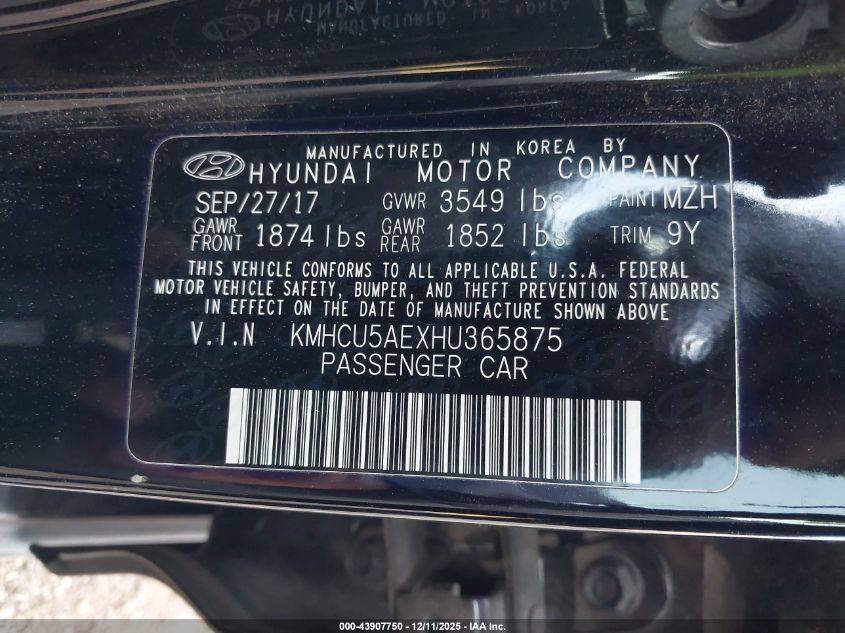 MANUFACTURED IN KOREA BY
HYUNDAI MOTOR COMPANY
SEP/27/17 GVWR 3549 lbs PAINT MZH
GAWR FRONT 1874 lbs GAWR REAR 1852 lbs TRIM 9Y
THIS VEHICLE CONFORMS TO ALL APPLICABLE U.S.A. FEDERAL
MOTOR VEHICLE SAFETY, BUMPER, AND THEFT PREVENTION STANDARDS
IN EFFECT ON THE DATE OF MANUFACTURE SHOWN ABOVE
V.I.N KMHCU5AEXHU365875
PASSENGER CAR
000-43907750 - 12/11/2025 - IAA Inc.